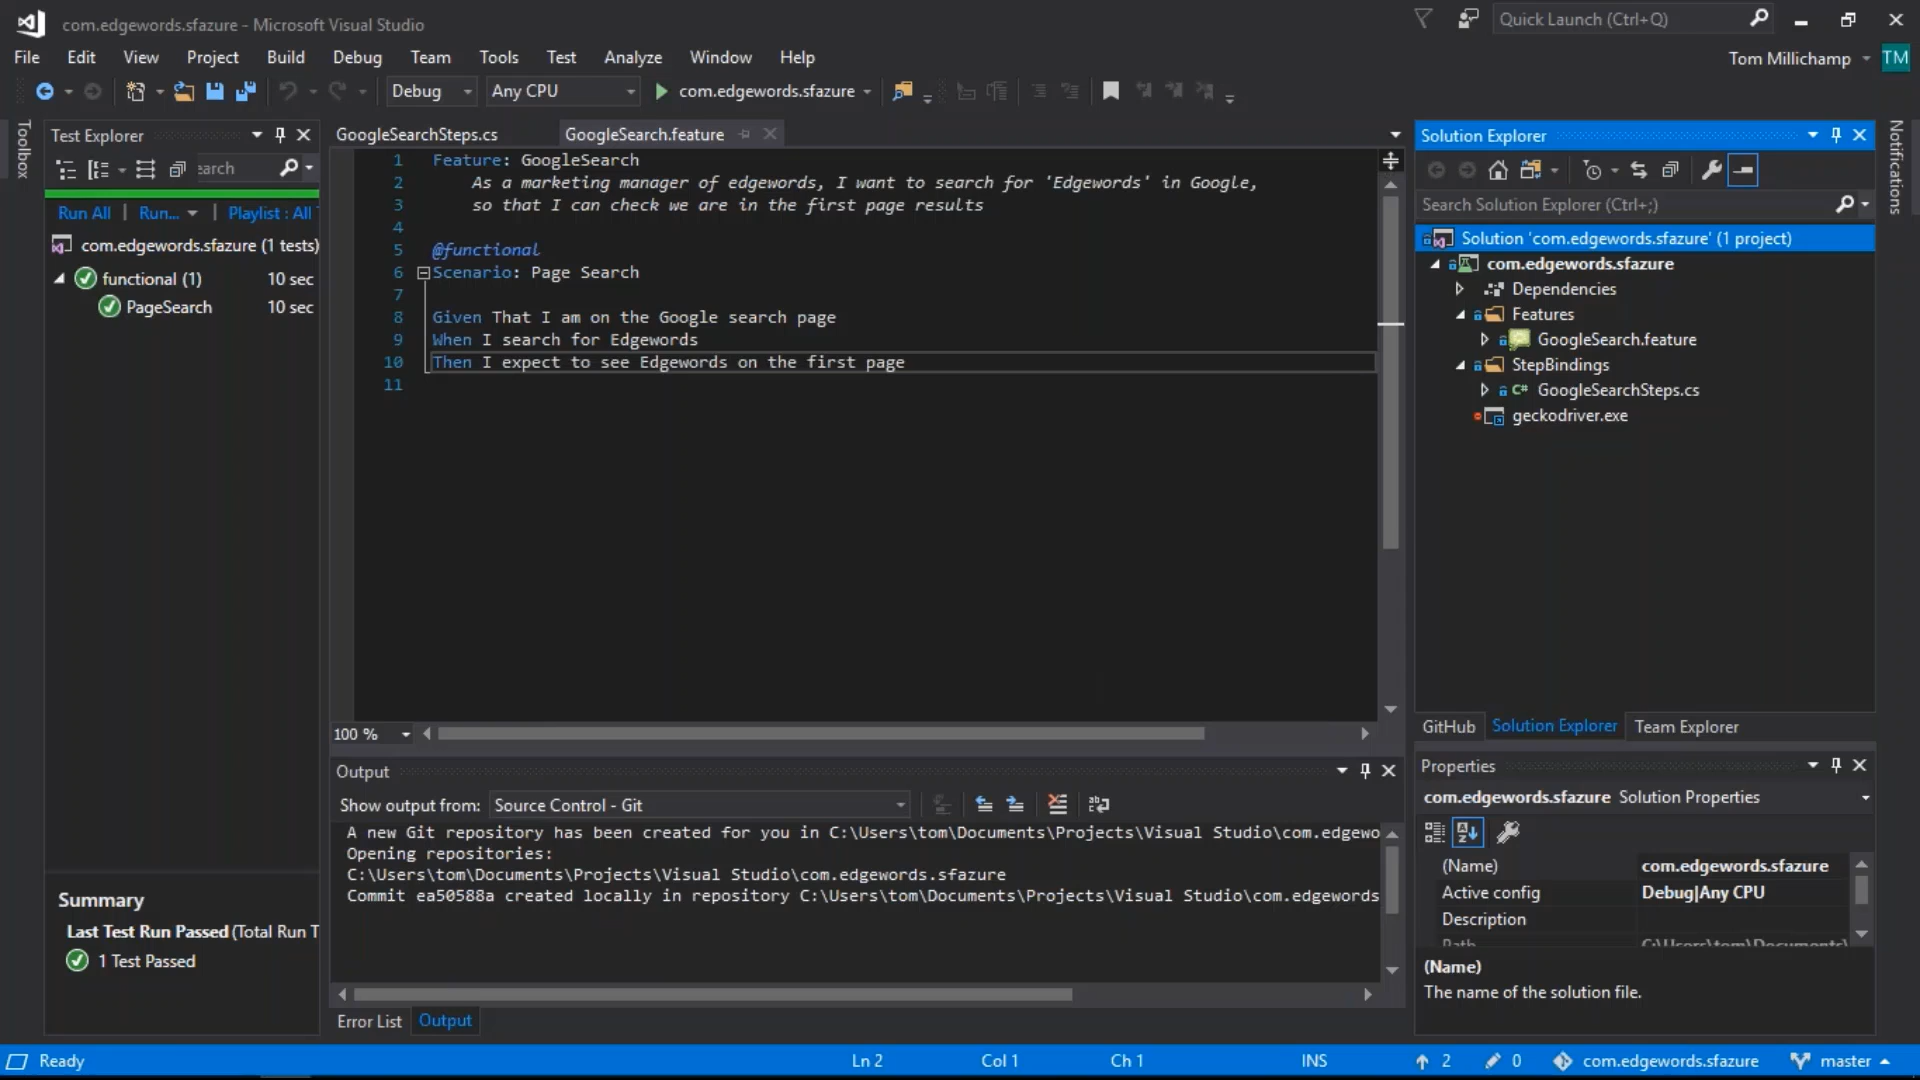 com.edgewords.sfazure - Microsoft Visual Studio
Quick Launch (Ctrl+Q)
File Edit View Project Build Debug Team Tools Test Analyze Window Help
Tom Millichamp TM
Debug Any CPU com.edgewords.sfazure
Toolbox
Test Explorer
earch
Run All | Run... | Playlist : All
com.edgewords.sfazure (1 tests)
functional (1) 10 sec
PageSearch 10 sec
Summary
Last Test Run Passed (Total Run T
1 Test Passed
GoogleSearchSteps.cs GoogleSearch.feature
1 Feature: GoogleSearch
2 As a marketing manager of edgewords, I want to search for 'Edgewords' in Google,
3 so that I can check we are in the first page results
4
5 @functional
6 Scenario: Page Search
7
8 Given That I am on the Google search page
9 When I search for Edgewords
10 Then I expect to see Edgewords on the first page
11
100 %
Output
Show output from: Source Control - Git
A new Git repository has been created for you in C:\Users\tom\Documents\Projects\Visual Studio\com.edgewo
Opening repositories:
C:\Users\tom\Documents\Projects\Visual Studio\com.edgewords.sfazure
Commit ea50588a created locally in repository C:\Users\tom\Documents\Projects\Visual Studio\com.edgewords
Error List Output
Solution Explorer
Search Solution Explorer (Ctrl+;)
Solution 'com.edgewords.sfazure' (1 project)
com.edgewords.sfazure
Dependencies
Features
GoogleSearch.feature
StepBindings
C# GoogleSearchSteps.cs
geckodriver.exe
GitHub Solution Explorer Team Explorer
Properties
com.edgewords.sfazure Solution Properties
(Name) com.edgewords.sfazure
Active config Debug|Any CPU
Description
Path C:\Users\tom\Documents\
(Name)
The name of the solution file.
Notifications
Ready Ln 2 Col 1 Ch 1 INS 2 0 com.edgewords.sfazure master